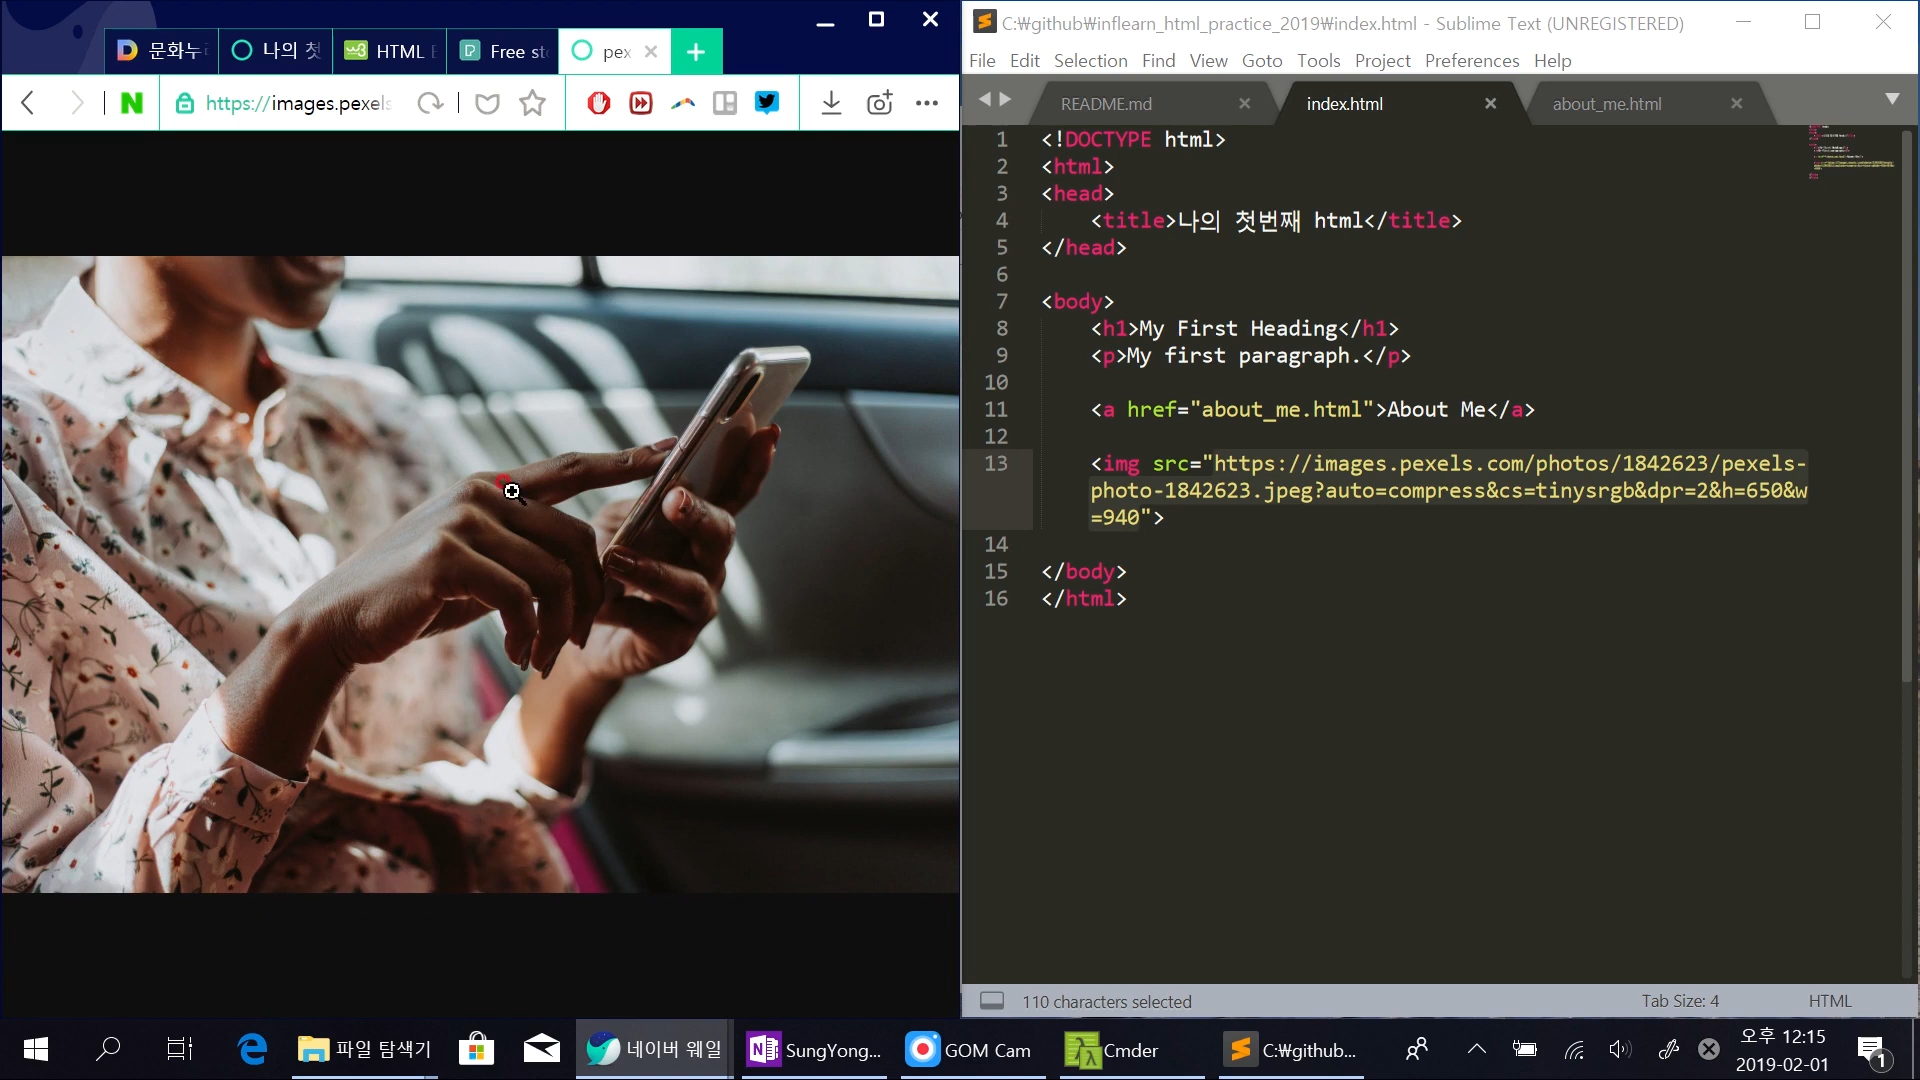 문화누
나의 첫
HTML
Free st
pex
https://images.pexels
C:₩github₩inflearn_html_practice_2019₩index.html - Sublime Text (UNREGISTERED)
File Edit Selection Find View Goto Tools Project Preferences Help
README.md
index.html
about_me.html
1 <!DOCTYPE html>
2 <html>
3 <head>
4 <title>나의 첫번째 html</title>
5 </head>
6
7 <body>
8 <h1>My First Heading</h1>
9 <p>My first paragraph.</p>
10
11 <a href="about_me.html">About Me</a>
12
13 <img src="https://images.pexels.com/photos/1842623/pexels-
photo-1842623.jpeg?auto=compress&cs=tinysrgb&dpr=2&h=650&w
=940">
14
15 </body>
16 </html>
110 characters selected
Tab Size: 4
HTML
파일 탐색기
네이버 웨일
SungYong...
GOM Cam
Cmder
C:₩github...
오후 12:15
2019-02-01
1